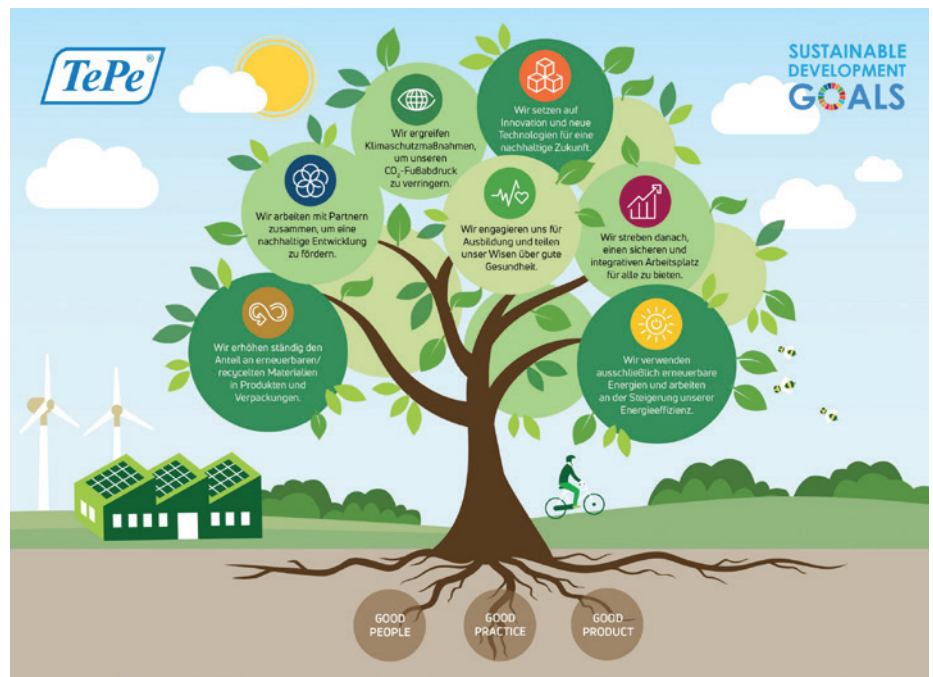 TePe®
SUSTAINABLE
DEVELOPMENT
GOALS
Wir setzen auf
Innovation und neue
Technologien für eine
nachhaltige Zukunft.
Wir ergreifen
Klimaschutzmaßnahmen,
um unseren
CO₂-Fußabdruck
zu verringern.
Wir arbeiten mit Partnern
zusammen, um eine
nachhaltige Entwicklung
zu fördern.
Wir engagieren uns für
Ausbildung und teilen
unser Wisen über gute
Gesundheit.
Wir streben danach,
einen sicheren und
integrativen Arbeitsplatz
für alle zu bieten.
Wir erhöhen ständig den
Anteil an erneuerbaren/
recycelten Materialien
in Produkten und
Verpackungen.
Wir verwenden
ausschließlich erneuerbare
Energien und arbeiten
an der Steigerung unserer
Energieeffizienz.
GOOD
PEOPLE
GOOD
PRACTICE
GOOD
PRODUCT